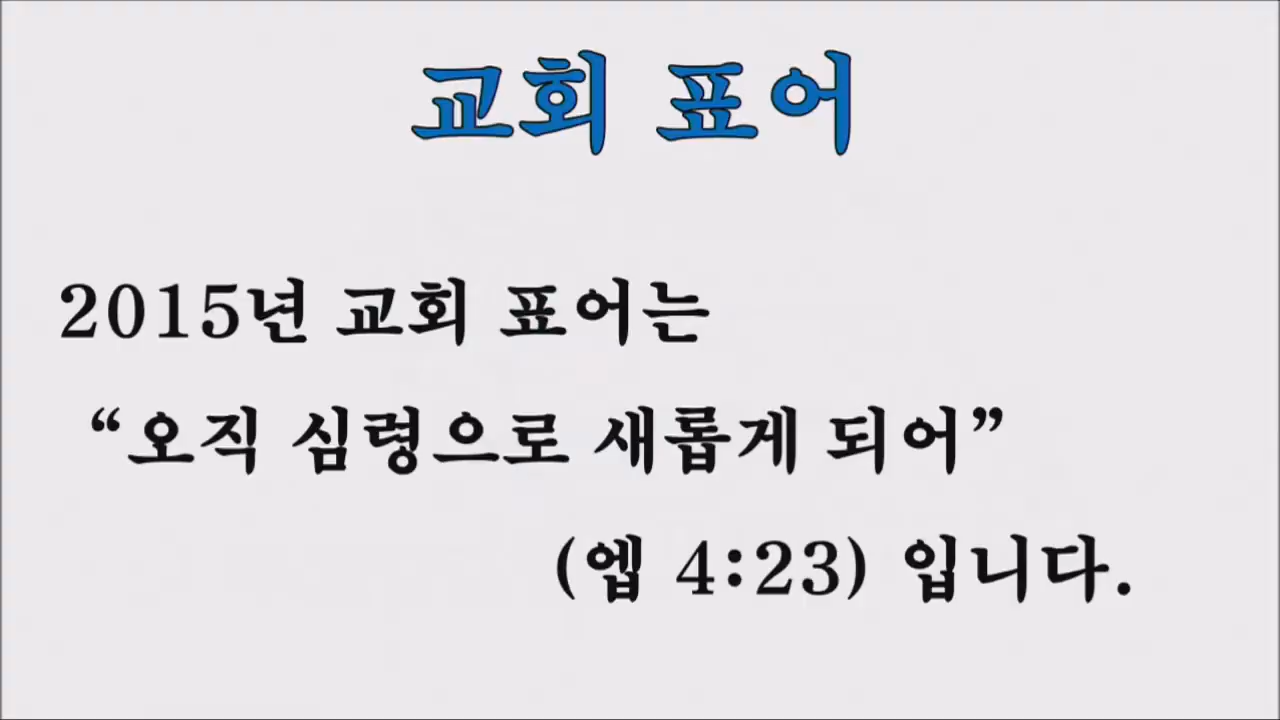 교회 표어
2015년 교회 표어는
“오직 심령으로 새롭게 되어”
(엡 4:23) 입니다.